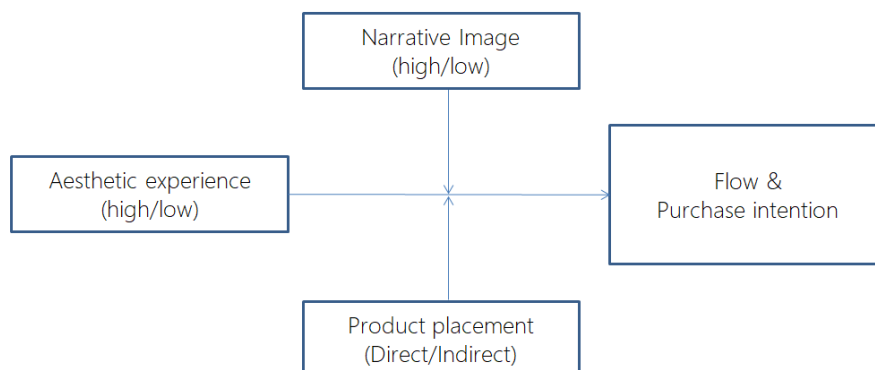 Narrative Image
(high/low)
Aesthetic experience
(high/low)
Flow &
Purchase intention
Product placement
(Direct/Indirect)